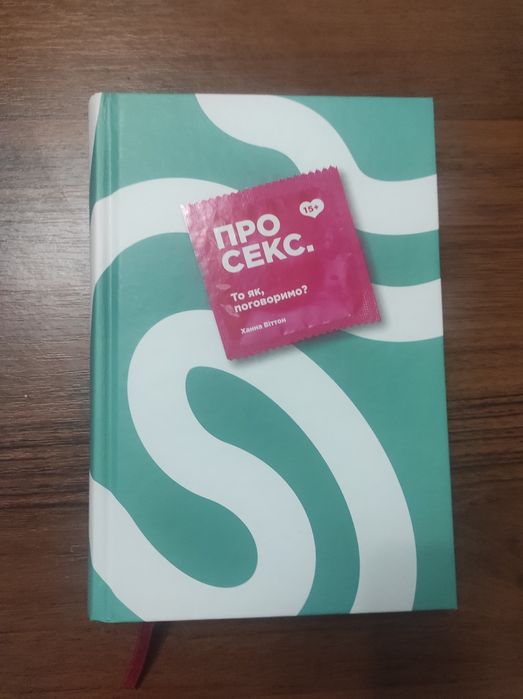 15+
ПРО
СЕКС.
То як,
поговоримо?
Ханна Віттон